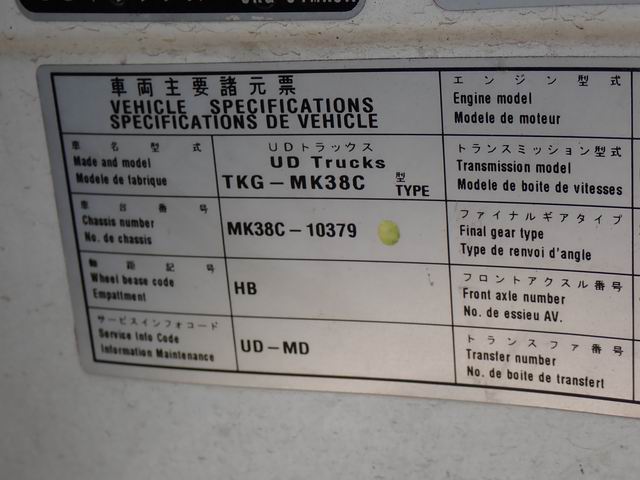 車両主要諸元票
VEHICLE SPECIFICATIONS
SPECIFICATIONS DE VEHICLE
車名型式
Made and model
Modele de fabrique
UDトラックス
UD Trucks
TKG-MK38C
型
TYPE
車台番号
Chassis number
No. de chassis
MK38C-10379
軸距記号
Wheel bease code
Empattment
HB
サービスインフォコード
Service Info Code
Information Maintenance
UD-MD
エンジン型式
Engine model
Modele de moteur
トランスミッション型式
Transmission model
Modele de boite de vitesses
ファイナルギアタイプ
Final gear type
Type de renvoi d'angle
フロントアクスル番号
Front axle number
No. de essieu AV.
トランスファ番号
Transfer number
No. de boite de transfert